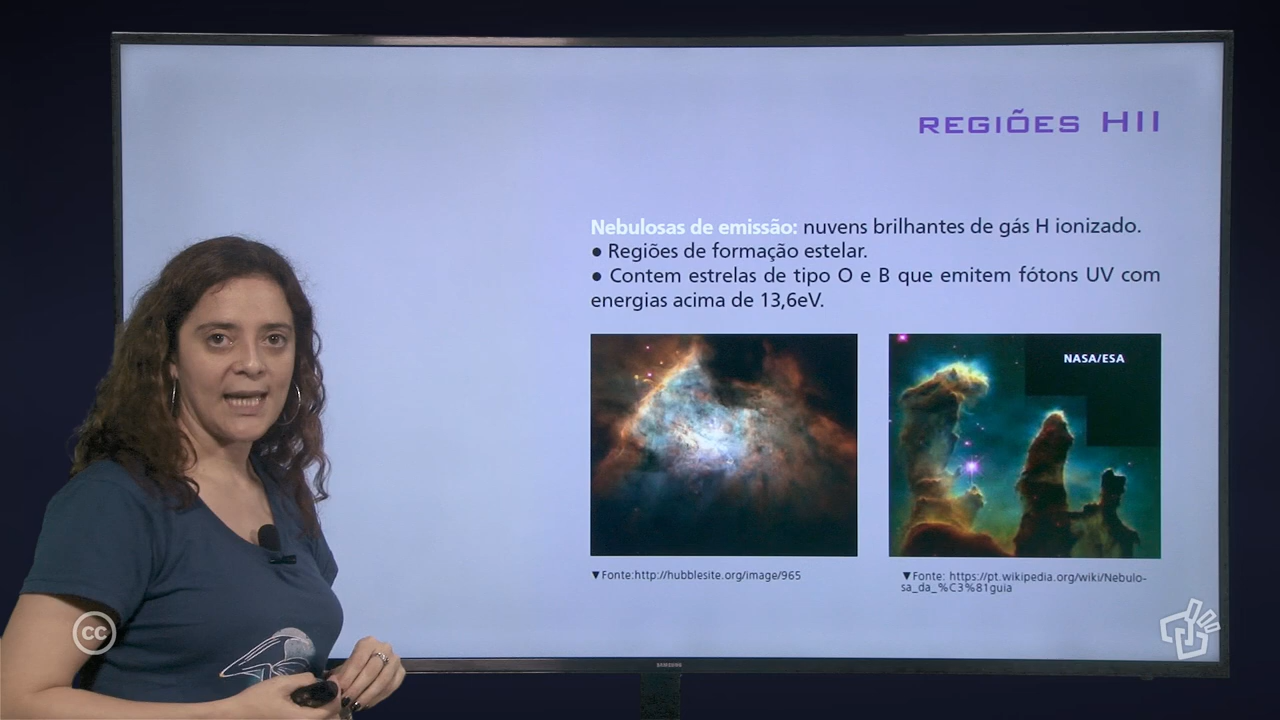 REGIÕES HII
Nebulosas de emissão: nuvens brilhantes de gás H ionizado.
● Regiões de formação estelar.
● Contem estrelas de tipo O e B que emitem fótons UV com
energias acima de 13,6eV.
NASA/ESA
▼Fonte:http://hubblesite.org/image/965
▼Fonte: https://pt.wikipedia.org/wiki/Nebulo-
sa_da_%C3%81guia
cc
SAMSUNG